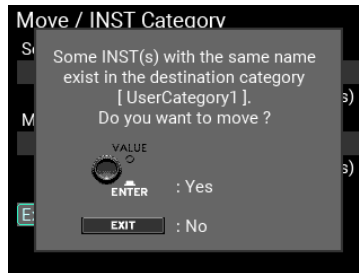 Move / INST Category
Some INST(s) with the same name
exist in the destination category
[ UserCategory1 ].
Do you want to move ?
VALUE
ENTER : Yes
EXIT : No